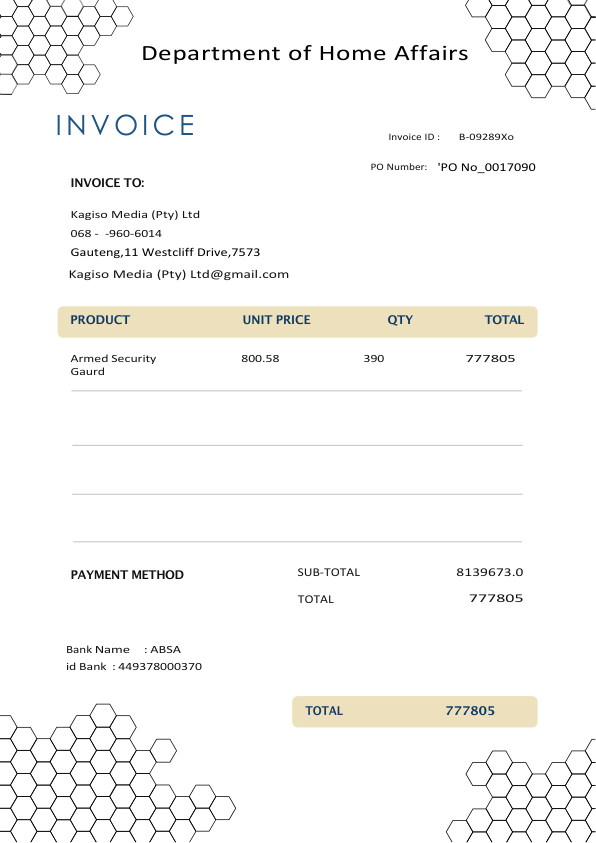 Department of Home Affairs
INVOICE
Invoice ID : B-09289Xo
PO Number: 'PO No_0017090
INVOICE TO:
Kagiso Media (Pty) Ltd
068 - -960-6014
Gauteng,11 Westcliff Drive,7573
Kagiso Media (Pty) Ltd@gmail.com
PRODUCT UNIT PRICE QTY TOTAL
Armed Security 800.58 390 777805
Gaurd
PAYMENT METHOD SUB-TOTAL 8139673.0
TOTAL 777805
Bank Name : ABSA
id Bank : 449378000370
TOTAL 777805